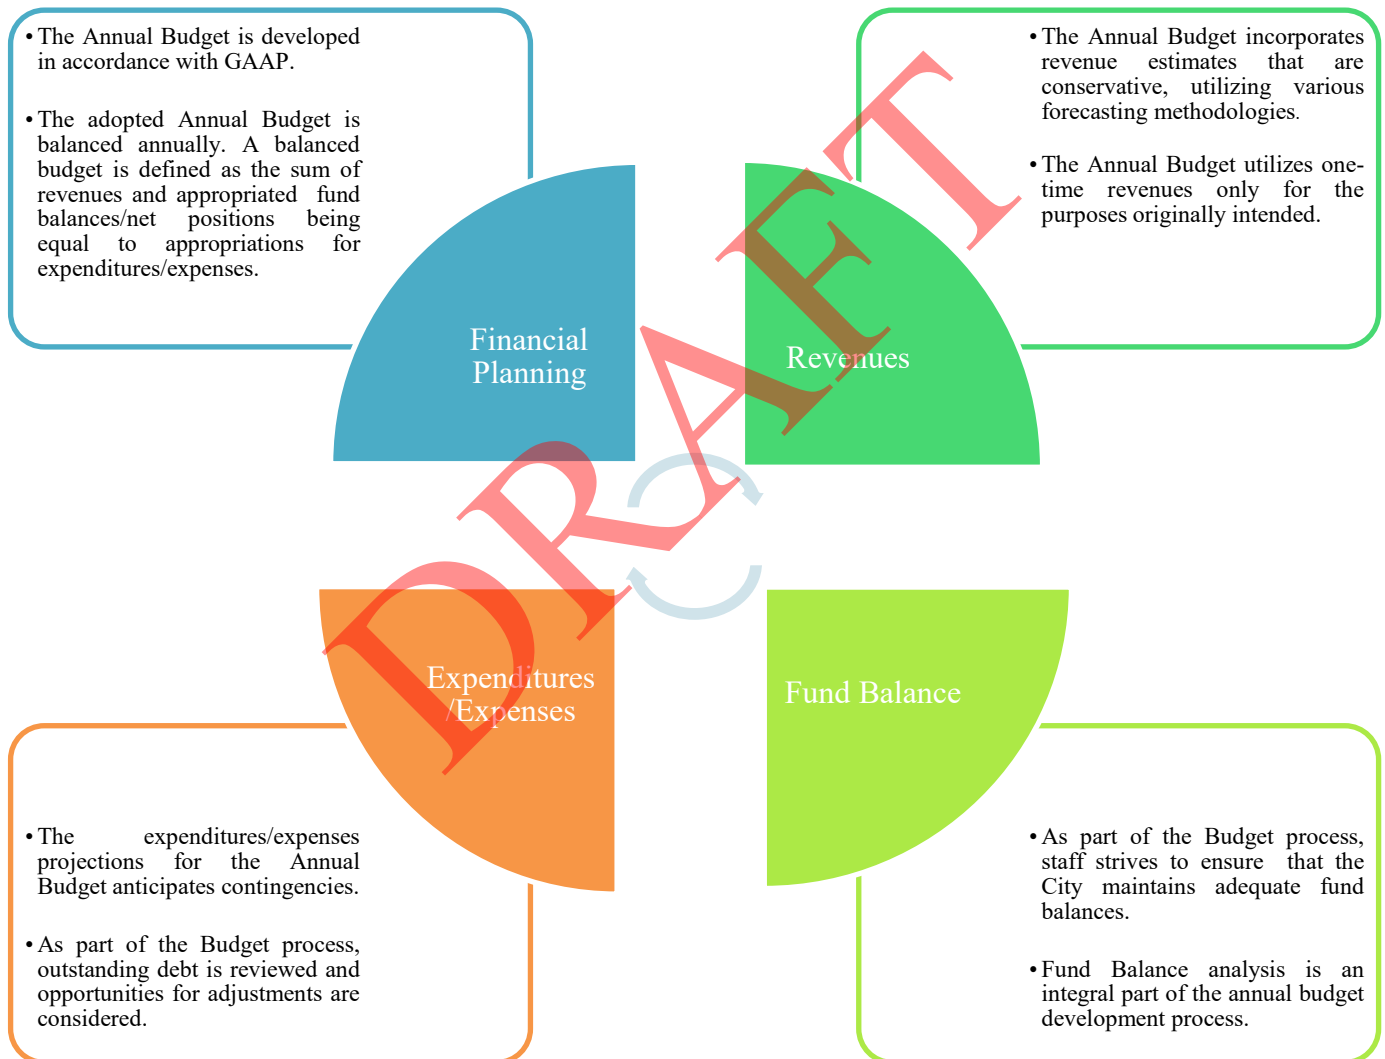 • The Annual Budget is developed
in accordance with GAAP.
• The adopted Annual Budget is
balanced annually. A balanced
budget is defined as the sum of
revenues and appropriated fund
balances/net positions being
equal to appropriations for
expenditures/expenses.
• The Annual Budget incorporates
revenue estimates that are
conservative, utilizing various
forecasting methodologies.
• The Annual Budget utilizes one-
time revenues only for the
purposes originally intended.
Financial
Planning
Revenues
DRAFT
Expenditures
/Expenses
Fund Balance
• The expenditures/expenses
projections for the Annual
Budget anticipates contingencies.
• As part of the Budget process,
outstanding debt is reviewed and
opportunities for adjustments are
considered.
• As part of the Budget process,
staff strives to ensure that the
City maintains adequate fund
balances.
• Fund Balance analysis is an
integral part of the annual budget
development process.